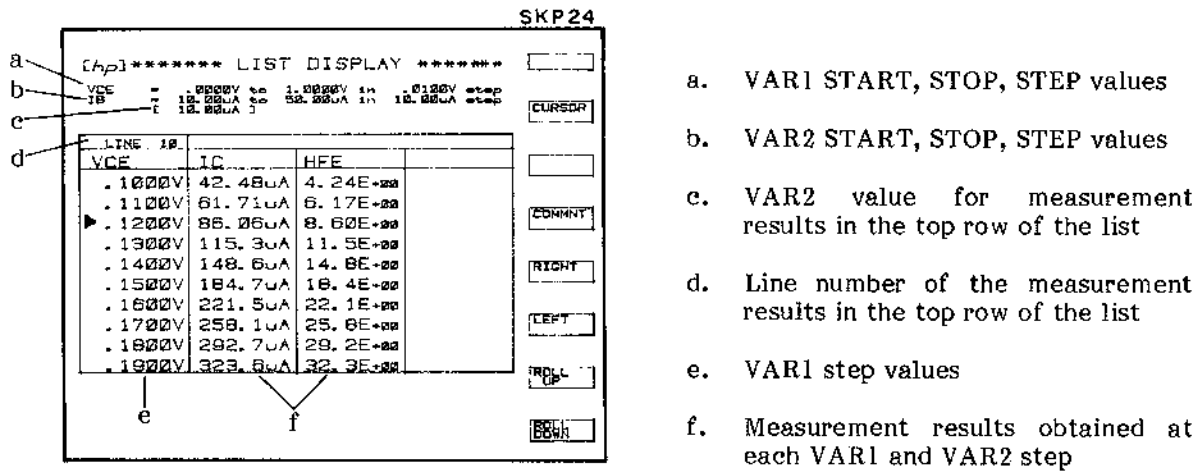 SKP24
[hp]******* LIST DISPLAY *******
VCE = .0000V to 1.0000V in .0100V step
IB = 10.00uA to 50.00uA in 10.00uA step
[ 10.00uA ]
LINE 10
VCE IC HFE
.1000V 42.48uA 4.24E+00
.1100V 61.71uA 6.17E+00
.1200V 86.06uA 8.60E+00
.1300V 115.3uA 11.5E+00
.1400V 148.6uA 14.8E+00
.1500V 184.7uA 18.4E+00
.1600V 221.5uA 22.1E+00
.1700V 258.1uA 25.8E+00
.1800V 292.7uA 29.2E+00
.1900V 323.6uA 32.3E+00
CURSOR
COMMNT
RIGHT
LEFT
ROLL
UP
ROLL
DOWN
a
b
c
d
e
f
a. VAR1 START, STOP, STEP values
b. VAR2 START, STOP, STEP values
c. VAR2 value for measurement
results in the top row of the list
d. Line number of the measurement
results in the top row of the list
e. VAR1 step values
f. Measurement results obtained at
each VAR1 and VAR2 step